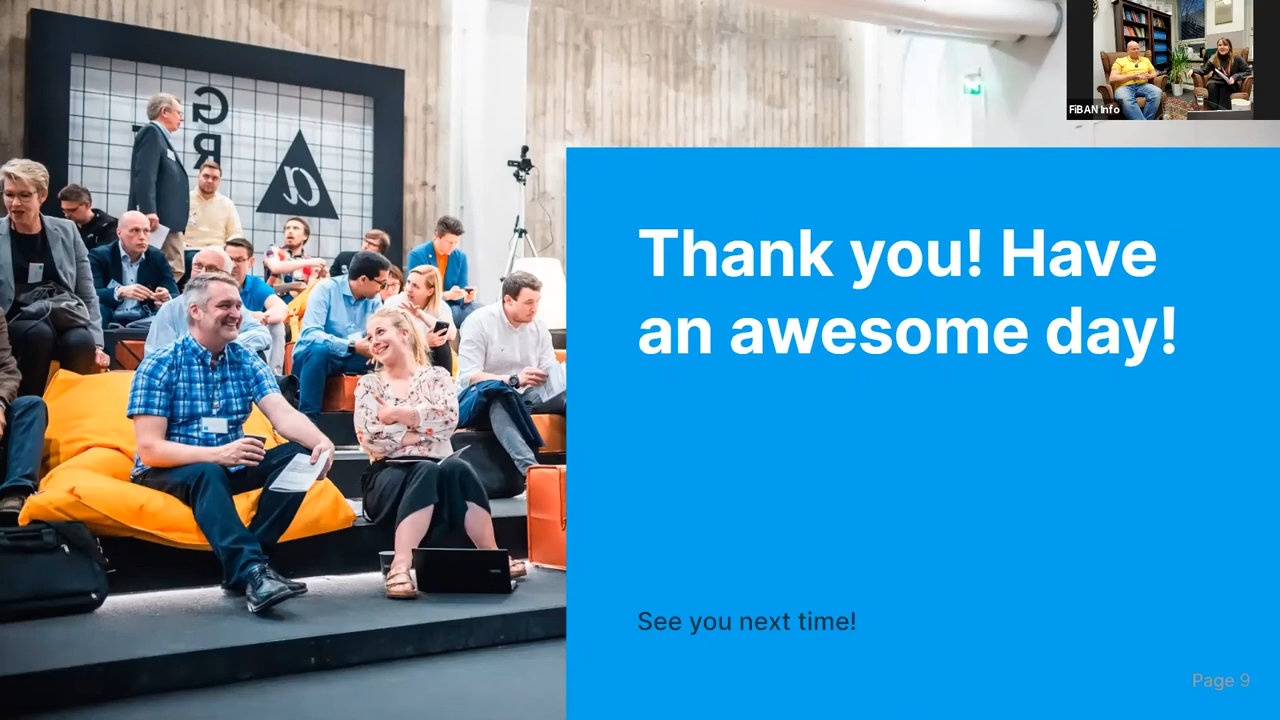 FiBAN Info
G
R
a
Thank you! Have
an awesome day!
See you next time!
Page 9